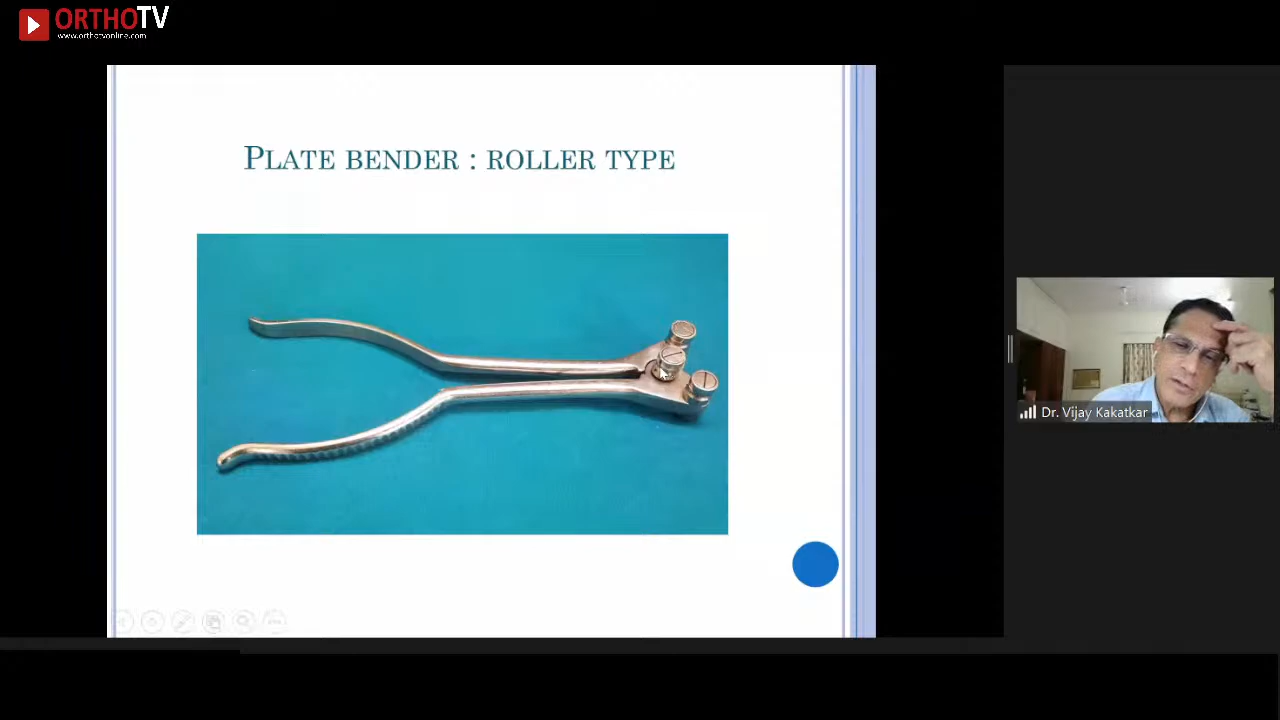 ORTHOTV
www.orthotvonline.com
PLATE BENDER : ROLLER TYPE
Dr. Vijay Kakatkar